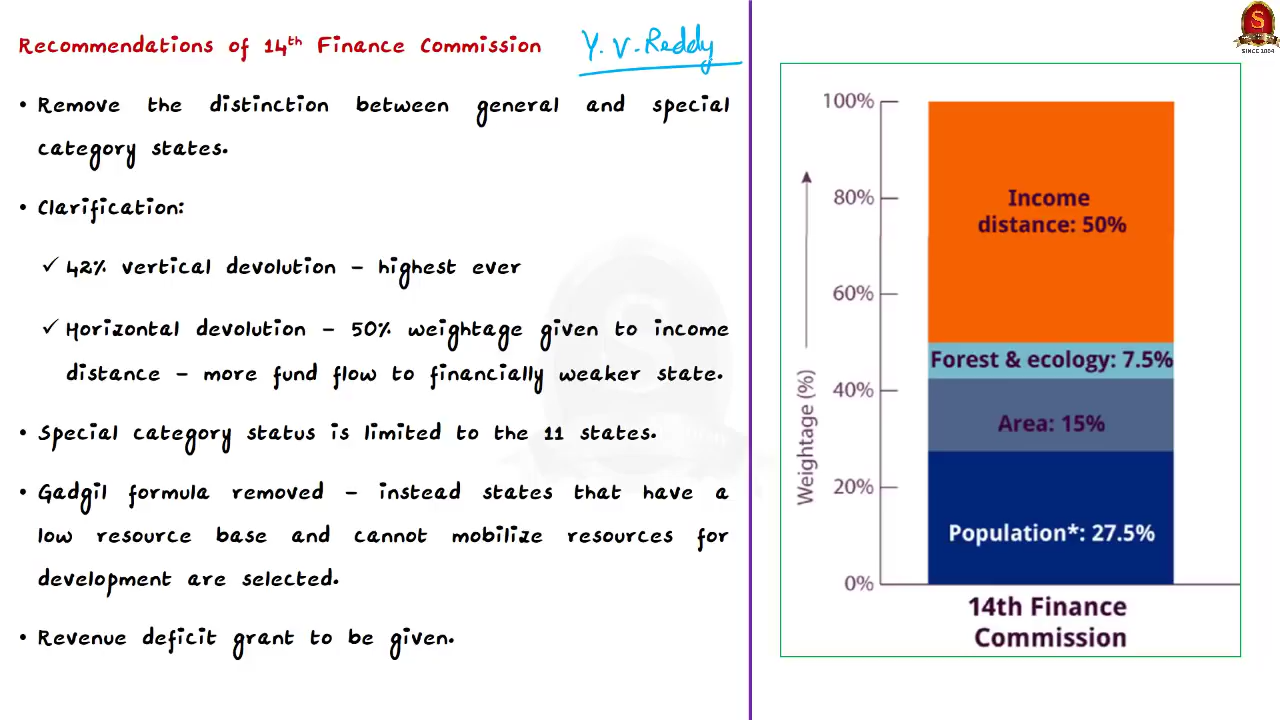 Recommendations of 14th Finance Commission
Y. V. Reddy
• Remove the distinction between general and special
category states.
• Clarification:
✓ 42% vertical devolution – highest ever
✓ Horizontal devolution – 50% weightage given to income
distance – more fund flow to financially weaker state.
• Special category status is limited to the 11 states.
• Gadgil formula removed – instead states that have a
low resource base and cannot mobilize resources for
development are selected.
• Revenue deficit grant to be given.
S
SINCE 2004
100%
80%
60%
40%
20%
0%
Weightage (%)
Income
distance: 50%
Forest & ecology: 7.5%
Area: 15%
Population*: 27.5%
14th Finance
Commission